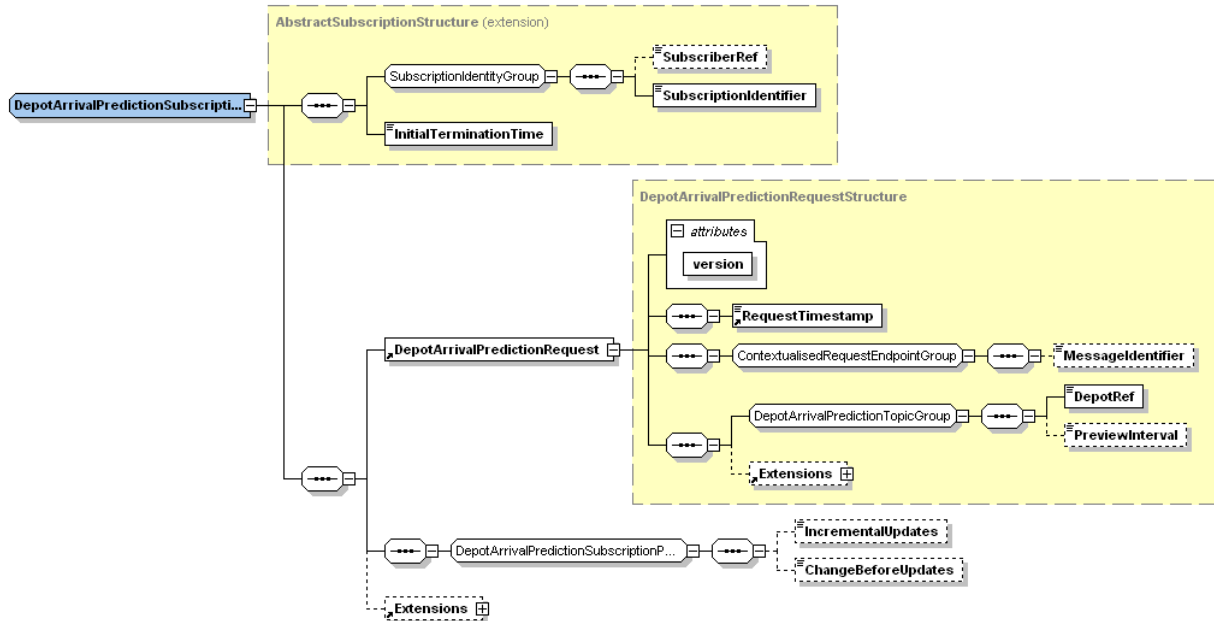 AbstractSubscriptionStructure (extension)
SubscriberRef
SubscriptionIdentityGroup
SubscriptionIdentifier
DepotArrivalPredictionSubscripti...
InitialTerminationTime
DepotArrivalPredictionRequestStructure
attributes
version
RequestTimestamp
DepotArrivalPredictionRequest
ContextualisedRequestEndpointGroup
MessageIdentifier
DepotRef
DepotArrivalPredictionTopicGroup
PreviewInterval
Extensions
IncrementalUpdates
DepotArrivalPredictionSubscriptionP...
ChangeBeforeUpdates
Extensions